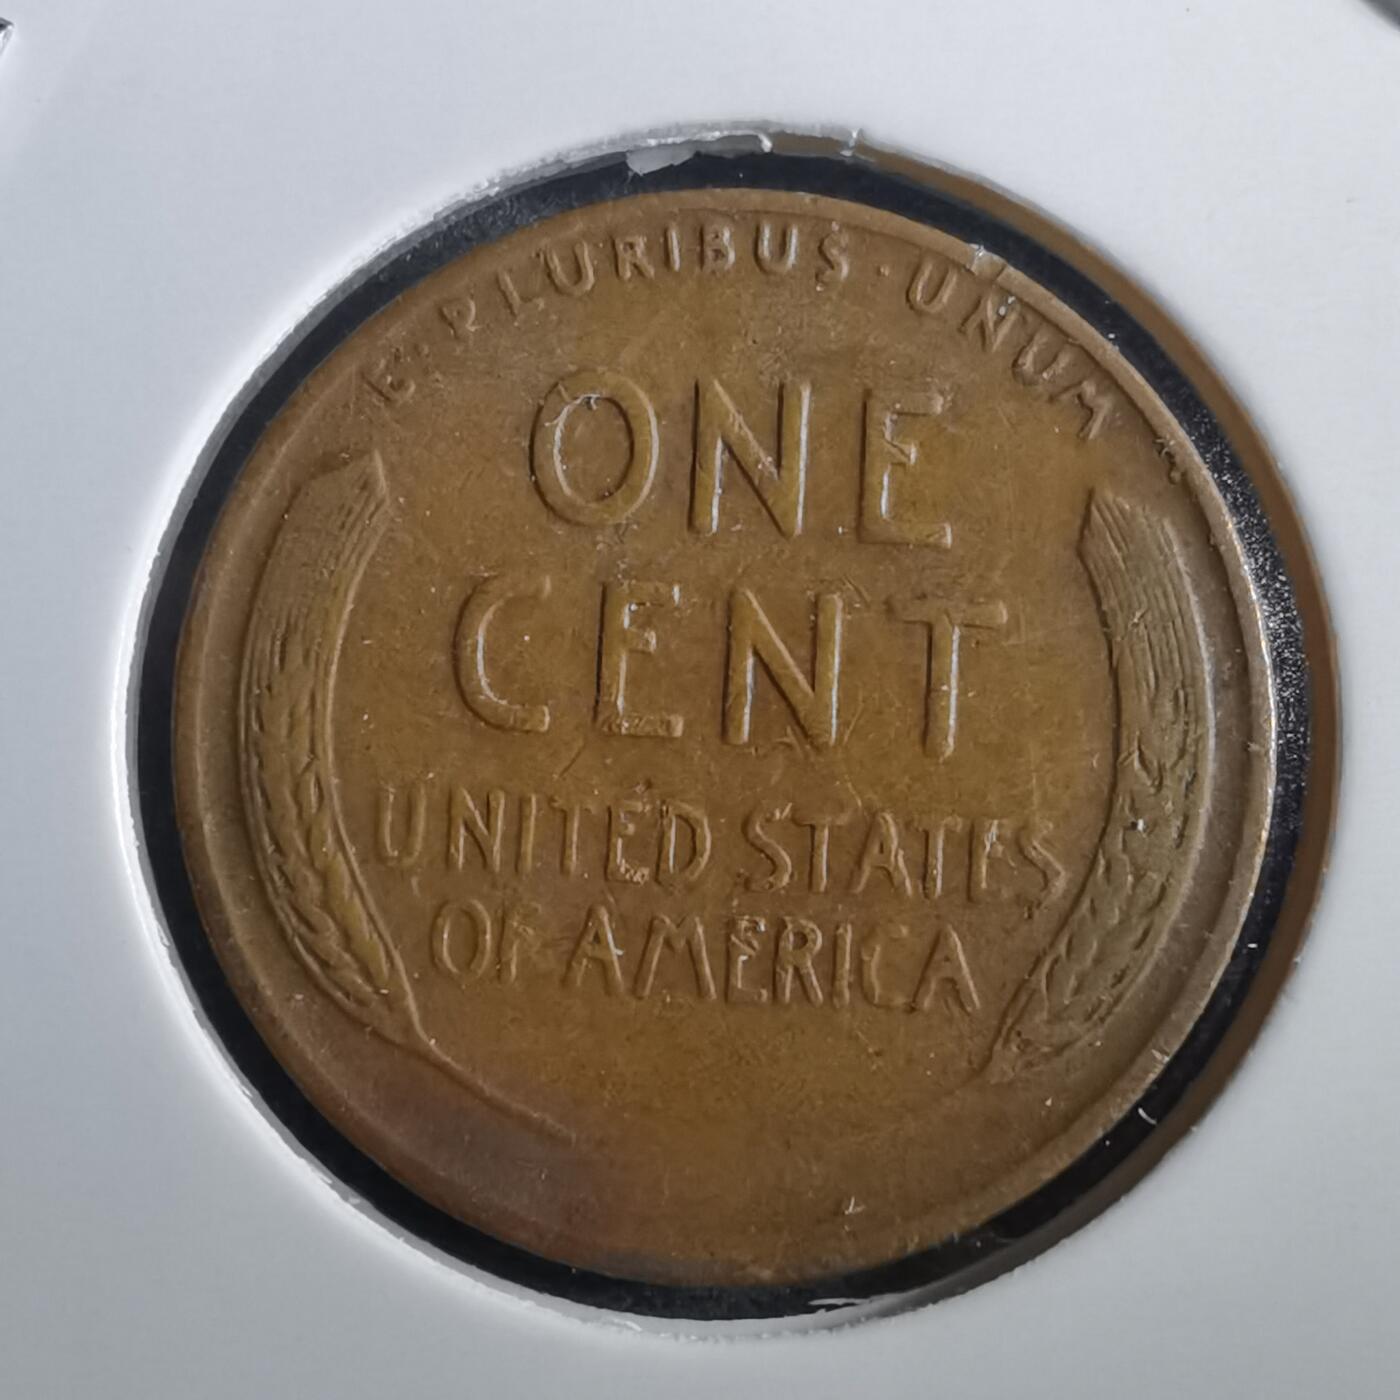 E·PLURIBUS·UNUM
ONE
CENT
UNITED STATES
OF AMERICA